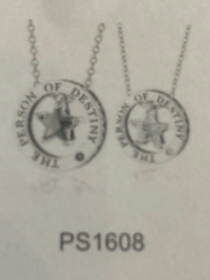 THE PERSON OF DESTINY
THE PERSON OF DESTINY
PS1608